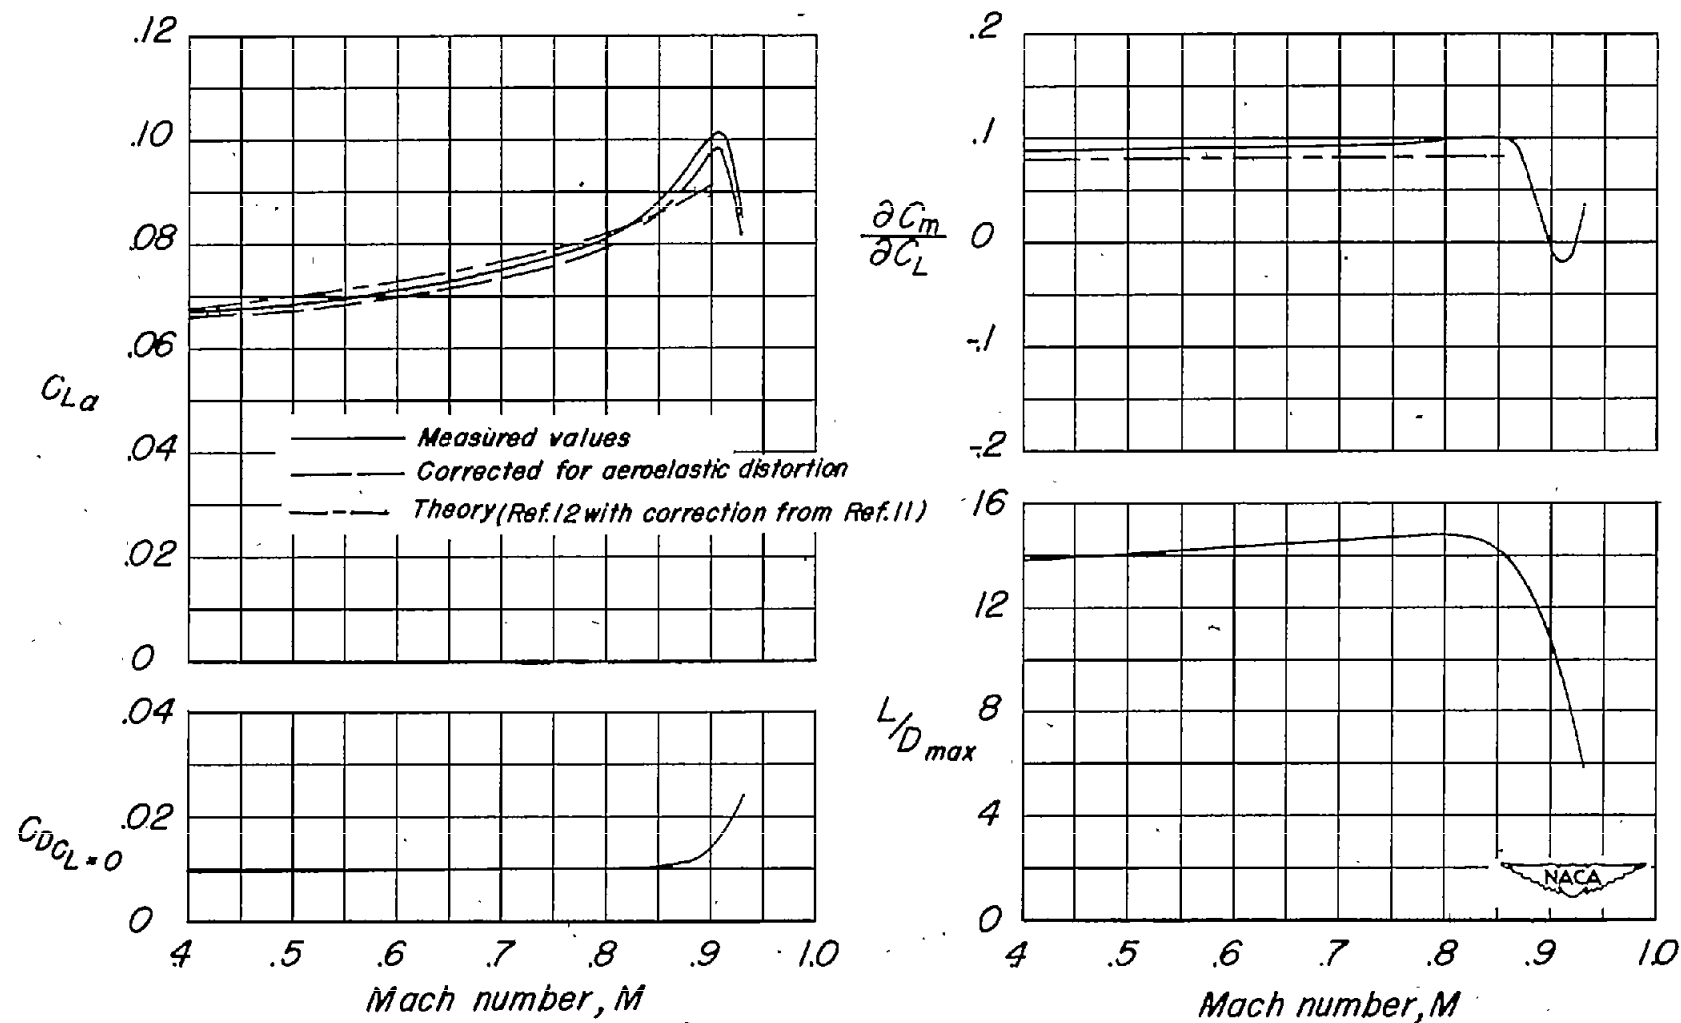 .12
.10
.08
.06
.04
.02
0
CLα
Measured values
Corrected for aeroelastic distortion
Theory (Ref.12 with correction from Ref.11)
.04
.02
0
CDCL=0
.4 .5 .6 .7 .8 .9 1.0
Mach number, M
.2
.1
0
-.1
-.2
∂Cm
∂CL
16
12
8
4
0
L/Dmax
NACA
.4 .5 .6 .7 .8 .9 1.0
Mach number, M